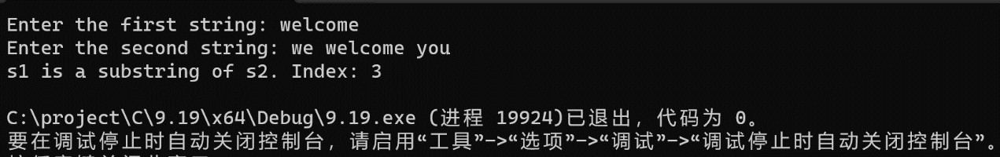 Enter the first string: welcome
Enter the second string: we welcome you
s1 is a substring of s2. Index: 3
C:\project\C\9.19\x64\Debug\9.19.exe (进程 19924)已退出，代码为 0。
要在调试停止时自动关闭控制台，请启用“工具”->“选项”->“调试”->“调试停止时自动关闭控制台”。